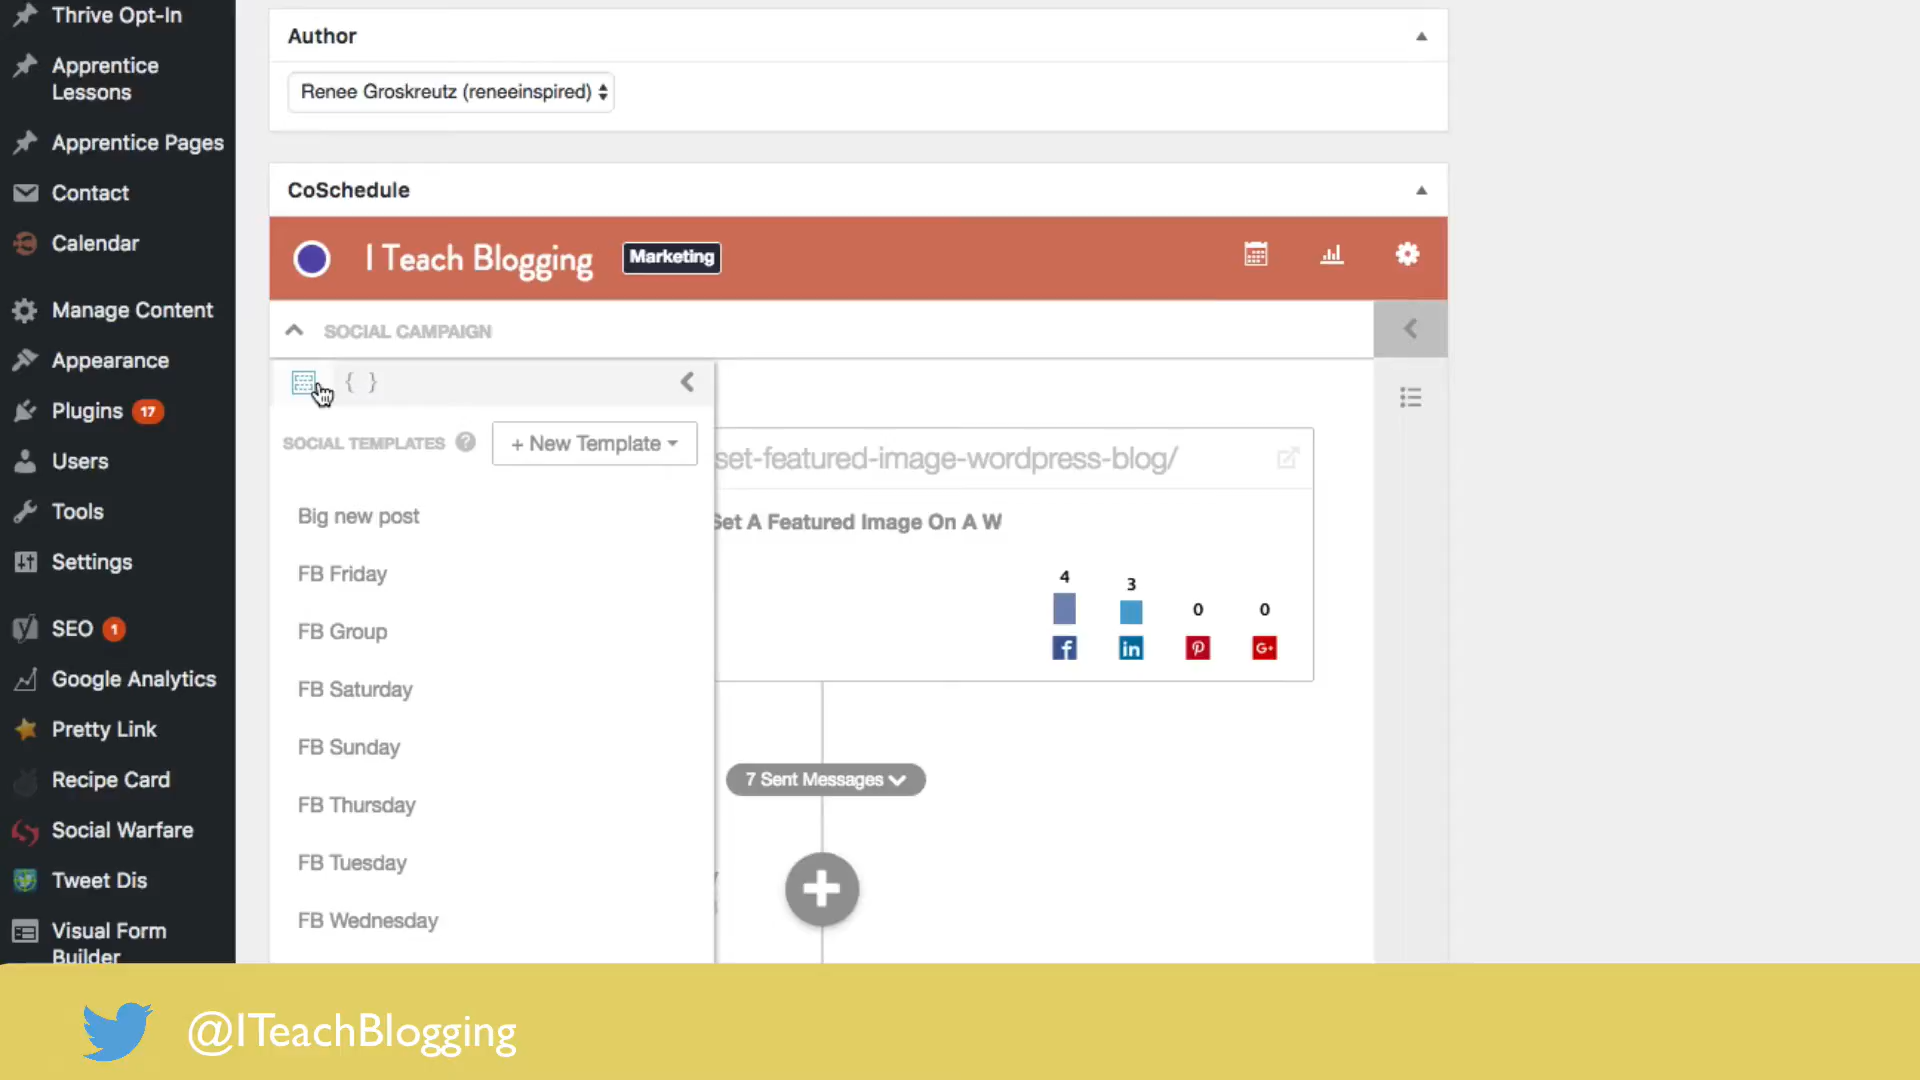 Thrive Opt-In
Apprentice
Lessons
Apprentice Pages
Contact
Calendar
Manage Content
Appearance
Plugins 17
Users
Tools
Settings
SEO 1
Google Analytics
Pretty Link
Recipe Card
Social Warfare
Tweet Dis
Visual Form
Builder
Author
Renee Groskreutz (reneeinspired)
CoSchedule
I Teach Blogging
Marketing
SOCIAL CAMPAIGN
{ }
SOCIAL TEMPLATES ?
+ New Template
Big new post
FB Friday
FB Group
FB Saturday
FB Sunday
FB Thursday
FB Tuesday
FB Wednesday
set-featured-image-wordpress-blog/
Set A Featured Image On A W
4 3 0 0
f in P G+
7 Sent Messages
@ITeachBlogging